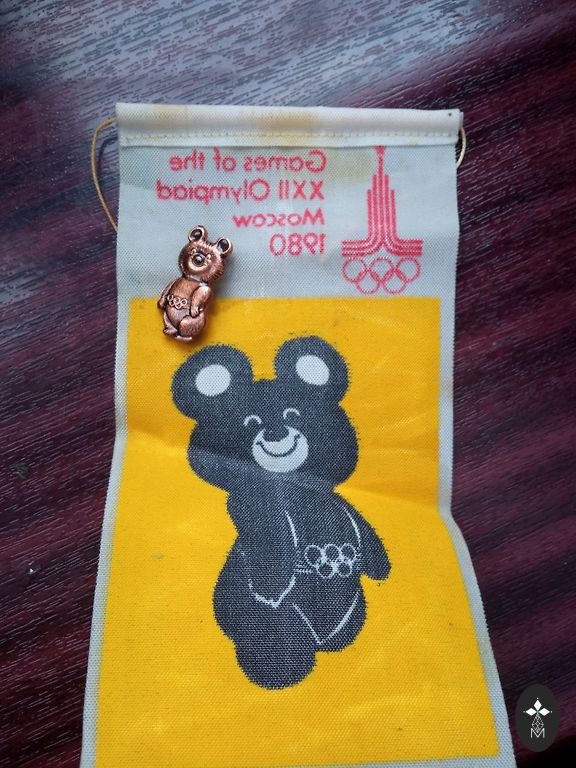 Games of the
XXII Olympiad
Moscow
1980
M